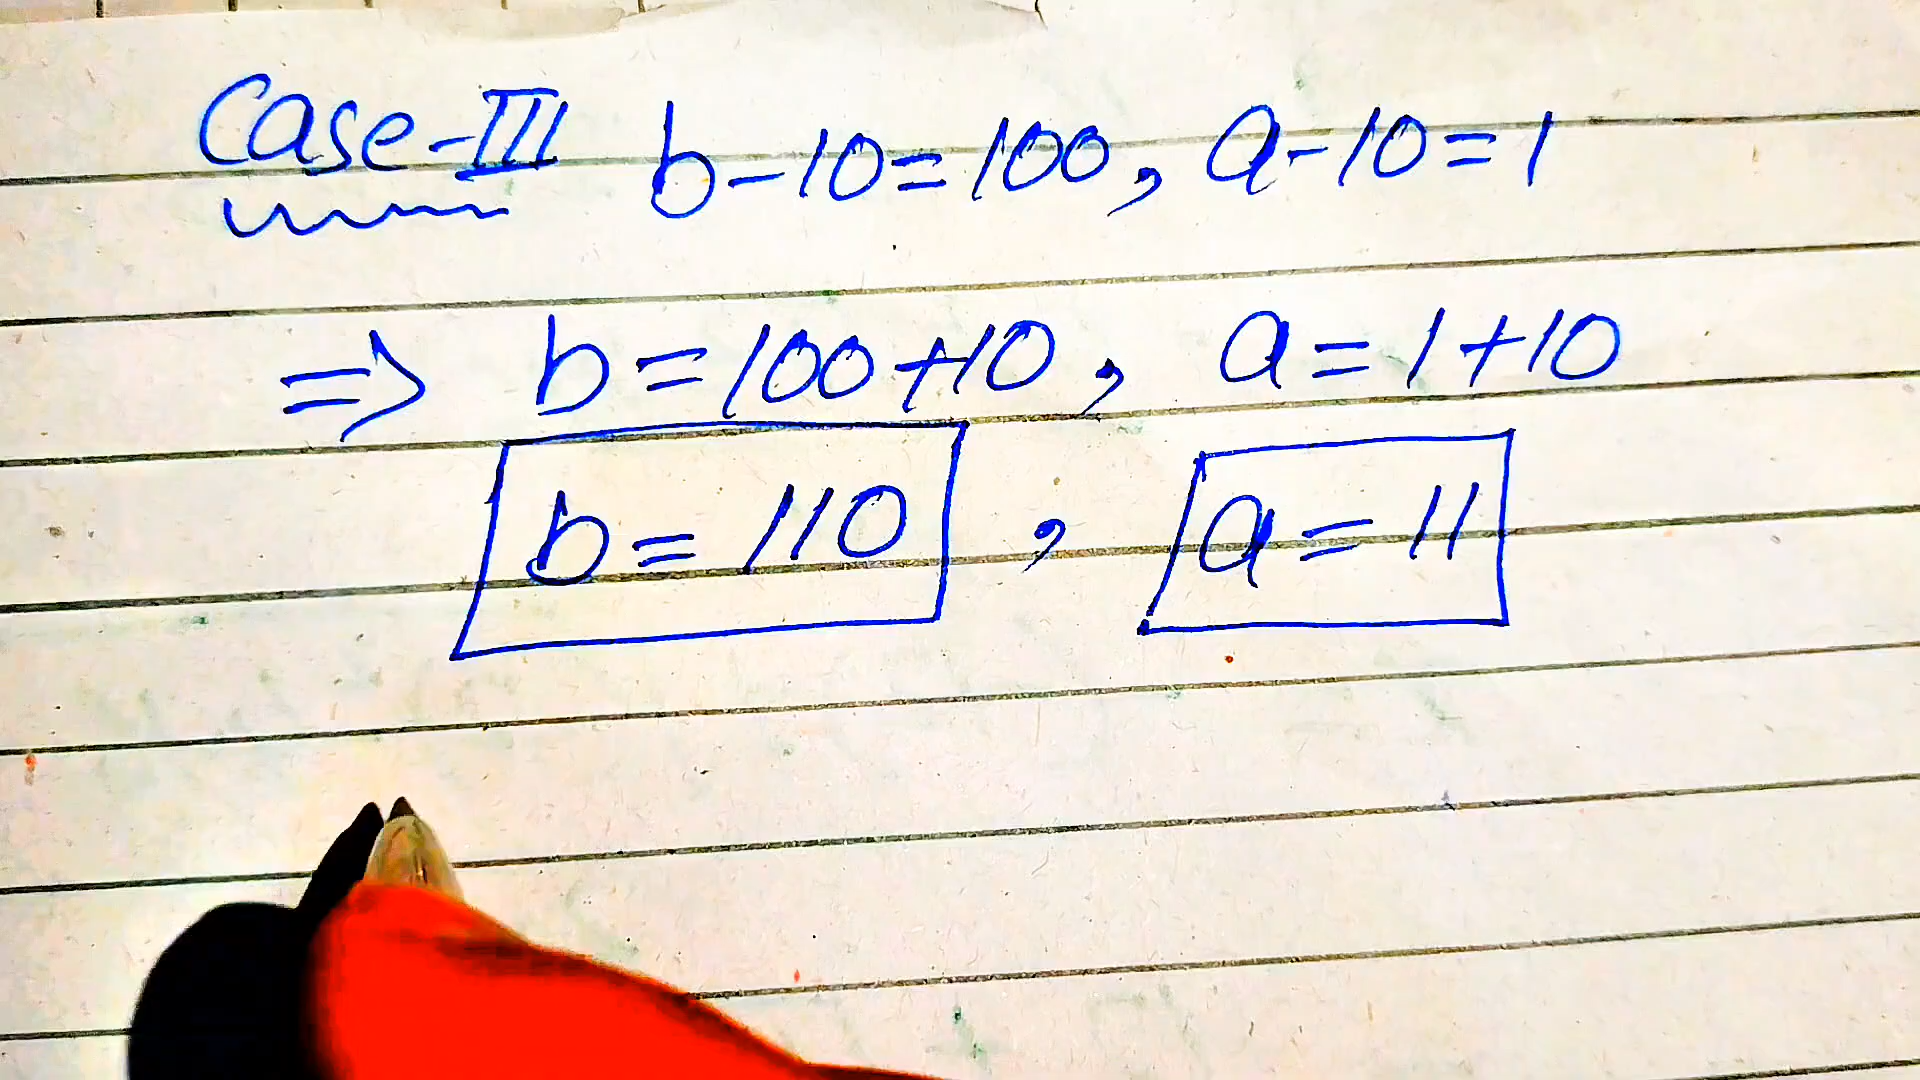 Case-III b-10=100, a-10=1
⇒ b=100+10, a=1+10
b=110, a=11